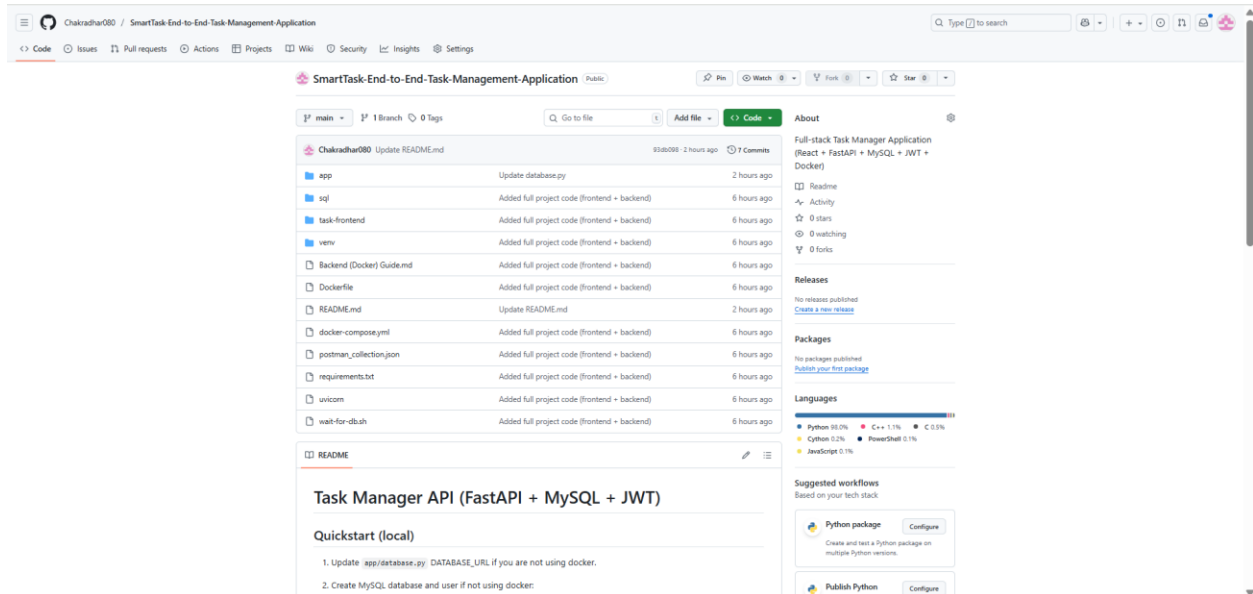 Chakradhar080 / SmartTask-End-to-End-Task-Management-Application
Type / to search
Code Issues Pull requests Actions Projects Wiki Security Insights Settings
SmartTask-End-to-End-Task-Management-Application Public
Pin Watch 0 Fork 0 Star 0
main 1 Branch 0 Tags Go to file t Add file Code
Chakradhar080 Update README.md 93db098 · 2 hours ago 7 Commits
app Update database.py 2 hours ago
sql Added full project code (frontend + backend) 6 hours ago
task-frontend Added full project code (frontend + backend) 6 hours ago
venv Added full project code (frontend + backend) 6 hours ago
Backend (Docker) Guide.md Added full project code (frontend + backend) 6 hours ago
Dockerfile Added full project code (frontend + backend) 6 hours ago
README.md Update README.md 2 hours ago
docker-compose.yml Added full project code (frontend + backend) 6 hours ago
postman_collection.json Added full project code (frontend + backend) 6 hours ago
requirements.txt Added full project code (frontend + backend) 6 hours ago
uvicorn Added full project code (frontend + backend) 6 hours ago
wait-for-db.sh Added full project code (frontend + backend) 6 hours ago
README
Task Manager API (FastAPI + MySQL + JWT)
Quickstart (local)
1. Update app/database.py DATABASE_URL if you are not using docker.
2. Create MySQL database and user if not using docker:
About
Full-stack Task Manager Application
(React + FastAPI + MySQL + JWT +
Docker)
Readme
Activity
0 stars
0 watching
0 forks
Releases
No releases published
Create a new release
Packages
No packages published
Publish your first package
Languages
Python 98.0% C++ 1.1% C 0.5%
Cython 0.2% PowerShell 0.1%
JavaScript 0.1%
Suggested workflows
Based on your tech stack
Python package Configure
Create and test a Python package on
multiple Python versions.
Publish Python Configure